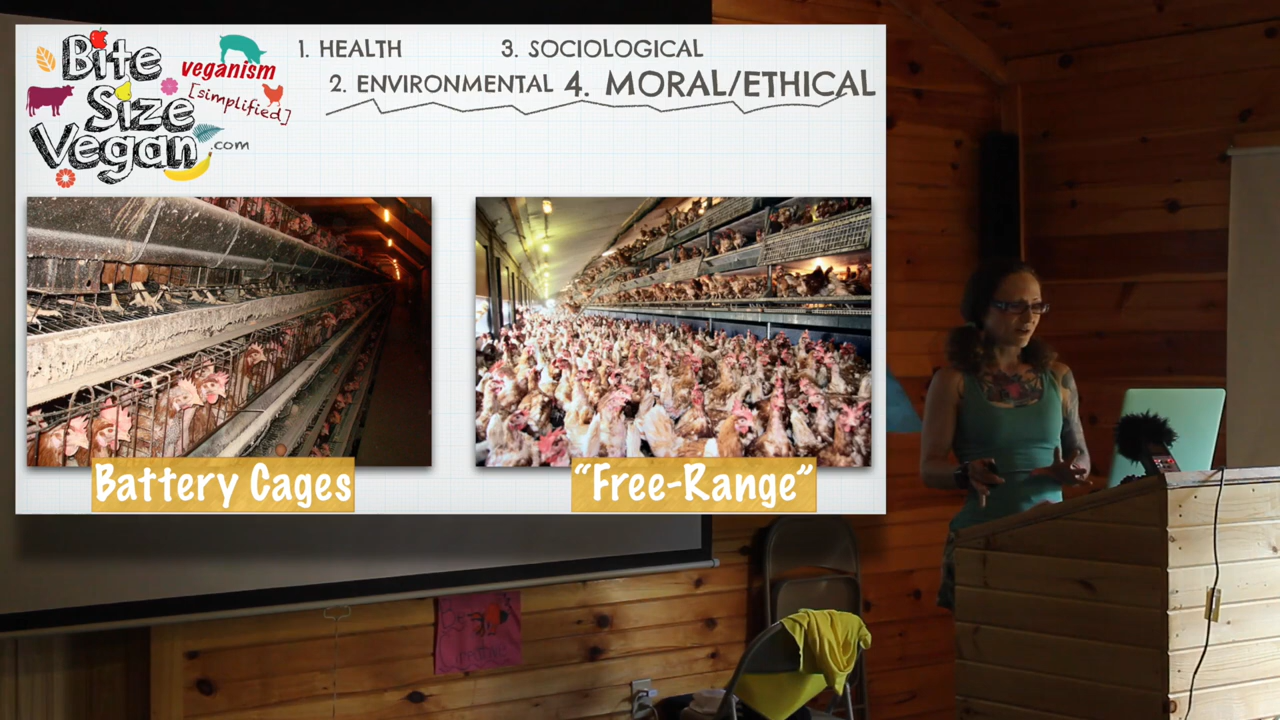 Bite
Size
Vegan
.com
veganism
[simplified]
1. HEALTH
3. SOCIOLOGICAL
2. ENVIRONMENTAL
4. MORAL/ETHICAL
Battery Cages
“Free-Range”